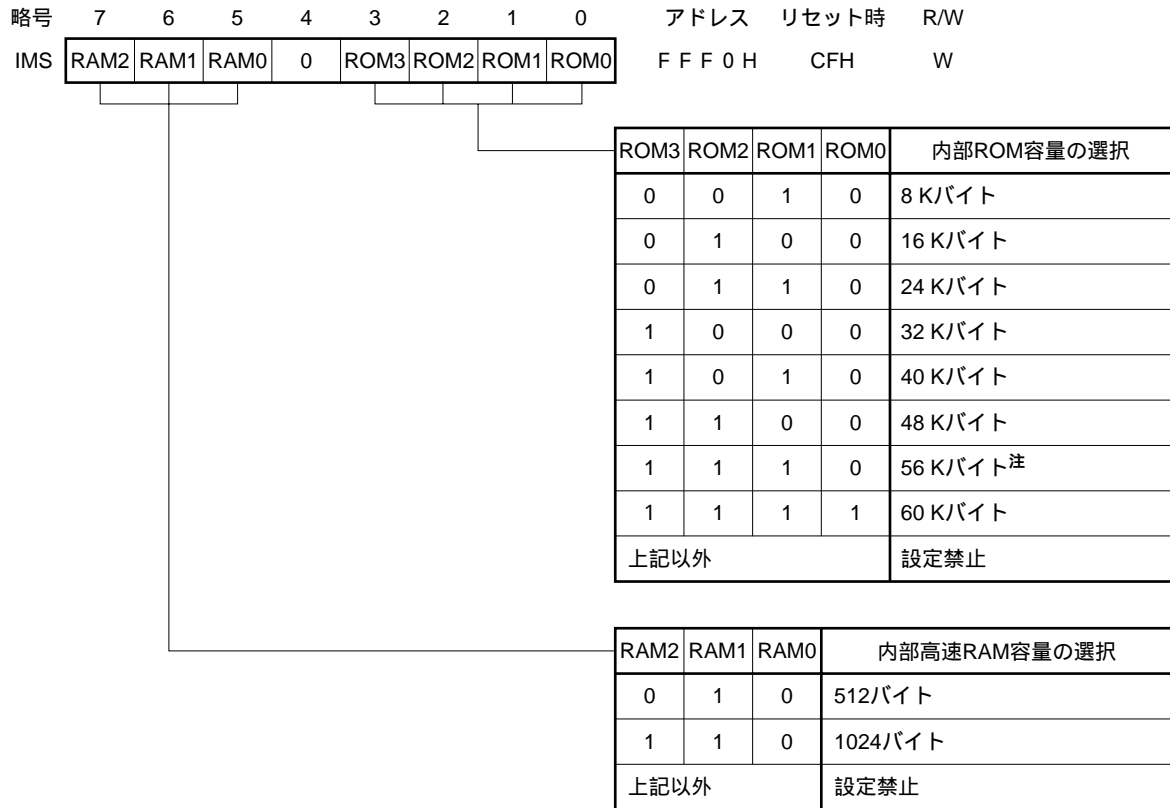 略号 7 6 5 4 3 2 1 0 アドレス リセット時 R/W
IMS RAM2 RAM1 RAM0 0 ROM3 ROM2 ROM1 ROM0 FFF0H CFH W
ROM3 ROM2 ROM1 ROM0 内部ROM容量の選択
0 0 1 0 8 Kバイト
0 1 0 0 16 Kバイト
0 1 1 0 24 Kバイト
1 0 0 0 32 Kバイト
1 0 1 0 40 Kバイト
1 1 0 0 48 Kバイト
1 1 1 0 56 Kバイト注
1 1 1 1 60 Kバイト
上記以外 設定禁止
RAM2 RAM1 RAM0 内部高速RAM容量の選択
0 1 0 512バイト
1 1 0 1024バイト
上記以外 設定禁止